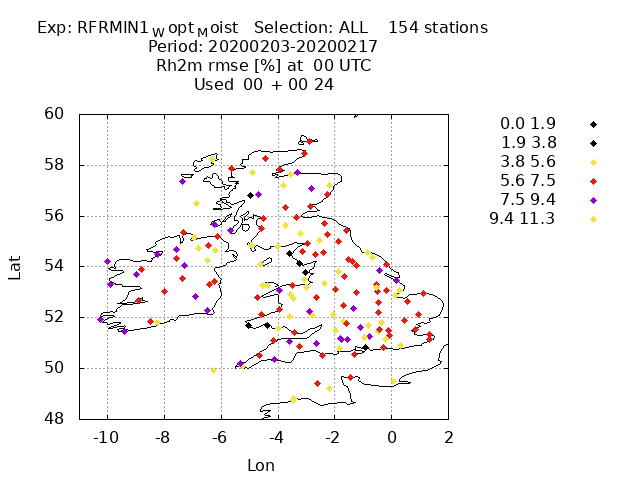 Exp: RFRMIN1WoptMoist Selection: ALL 154 stations
Period: 20200203-20200217
Rh2m rmse [%] at 00 UTC
Used 00 + 00 24
60
58
56
54
52
50
48
-10 -8 -6 -4 -2 0 2
Lat
Lon
0.0 1.9
1.9 3.8
3.8 5.6
5.6 7.5
7.5 9.4
9.4 11.3